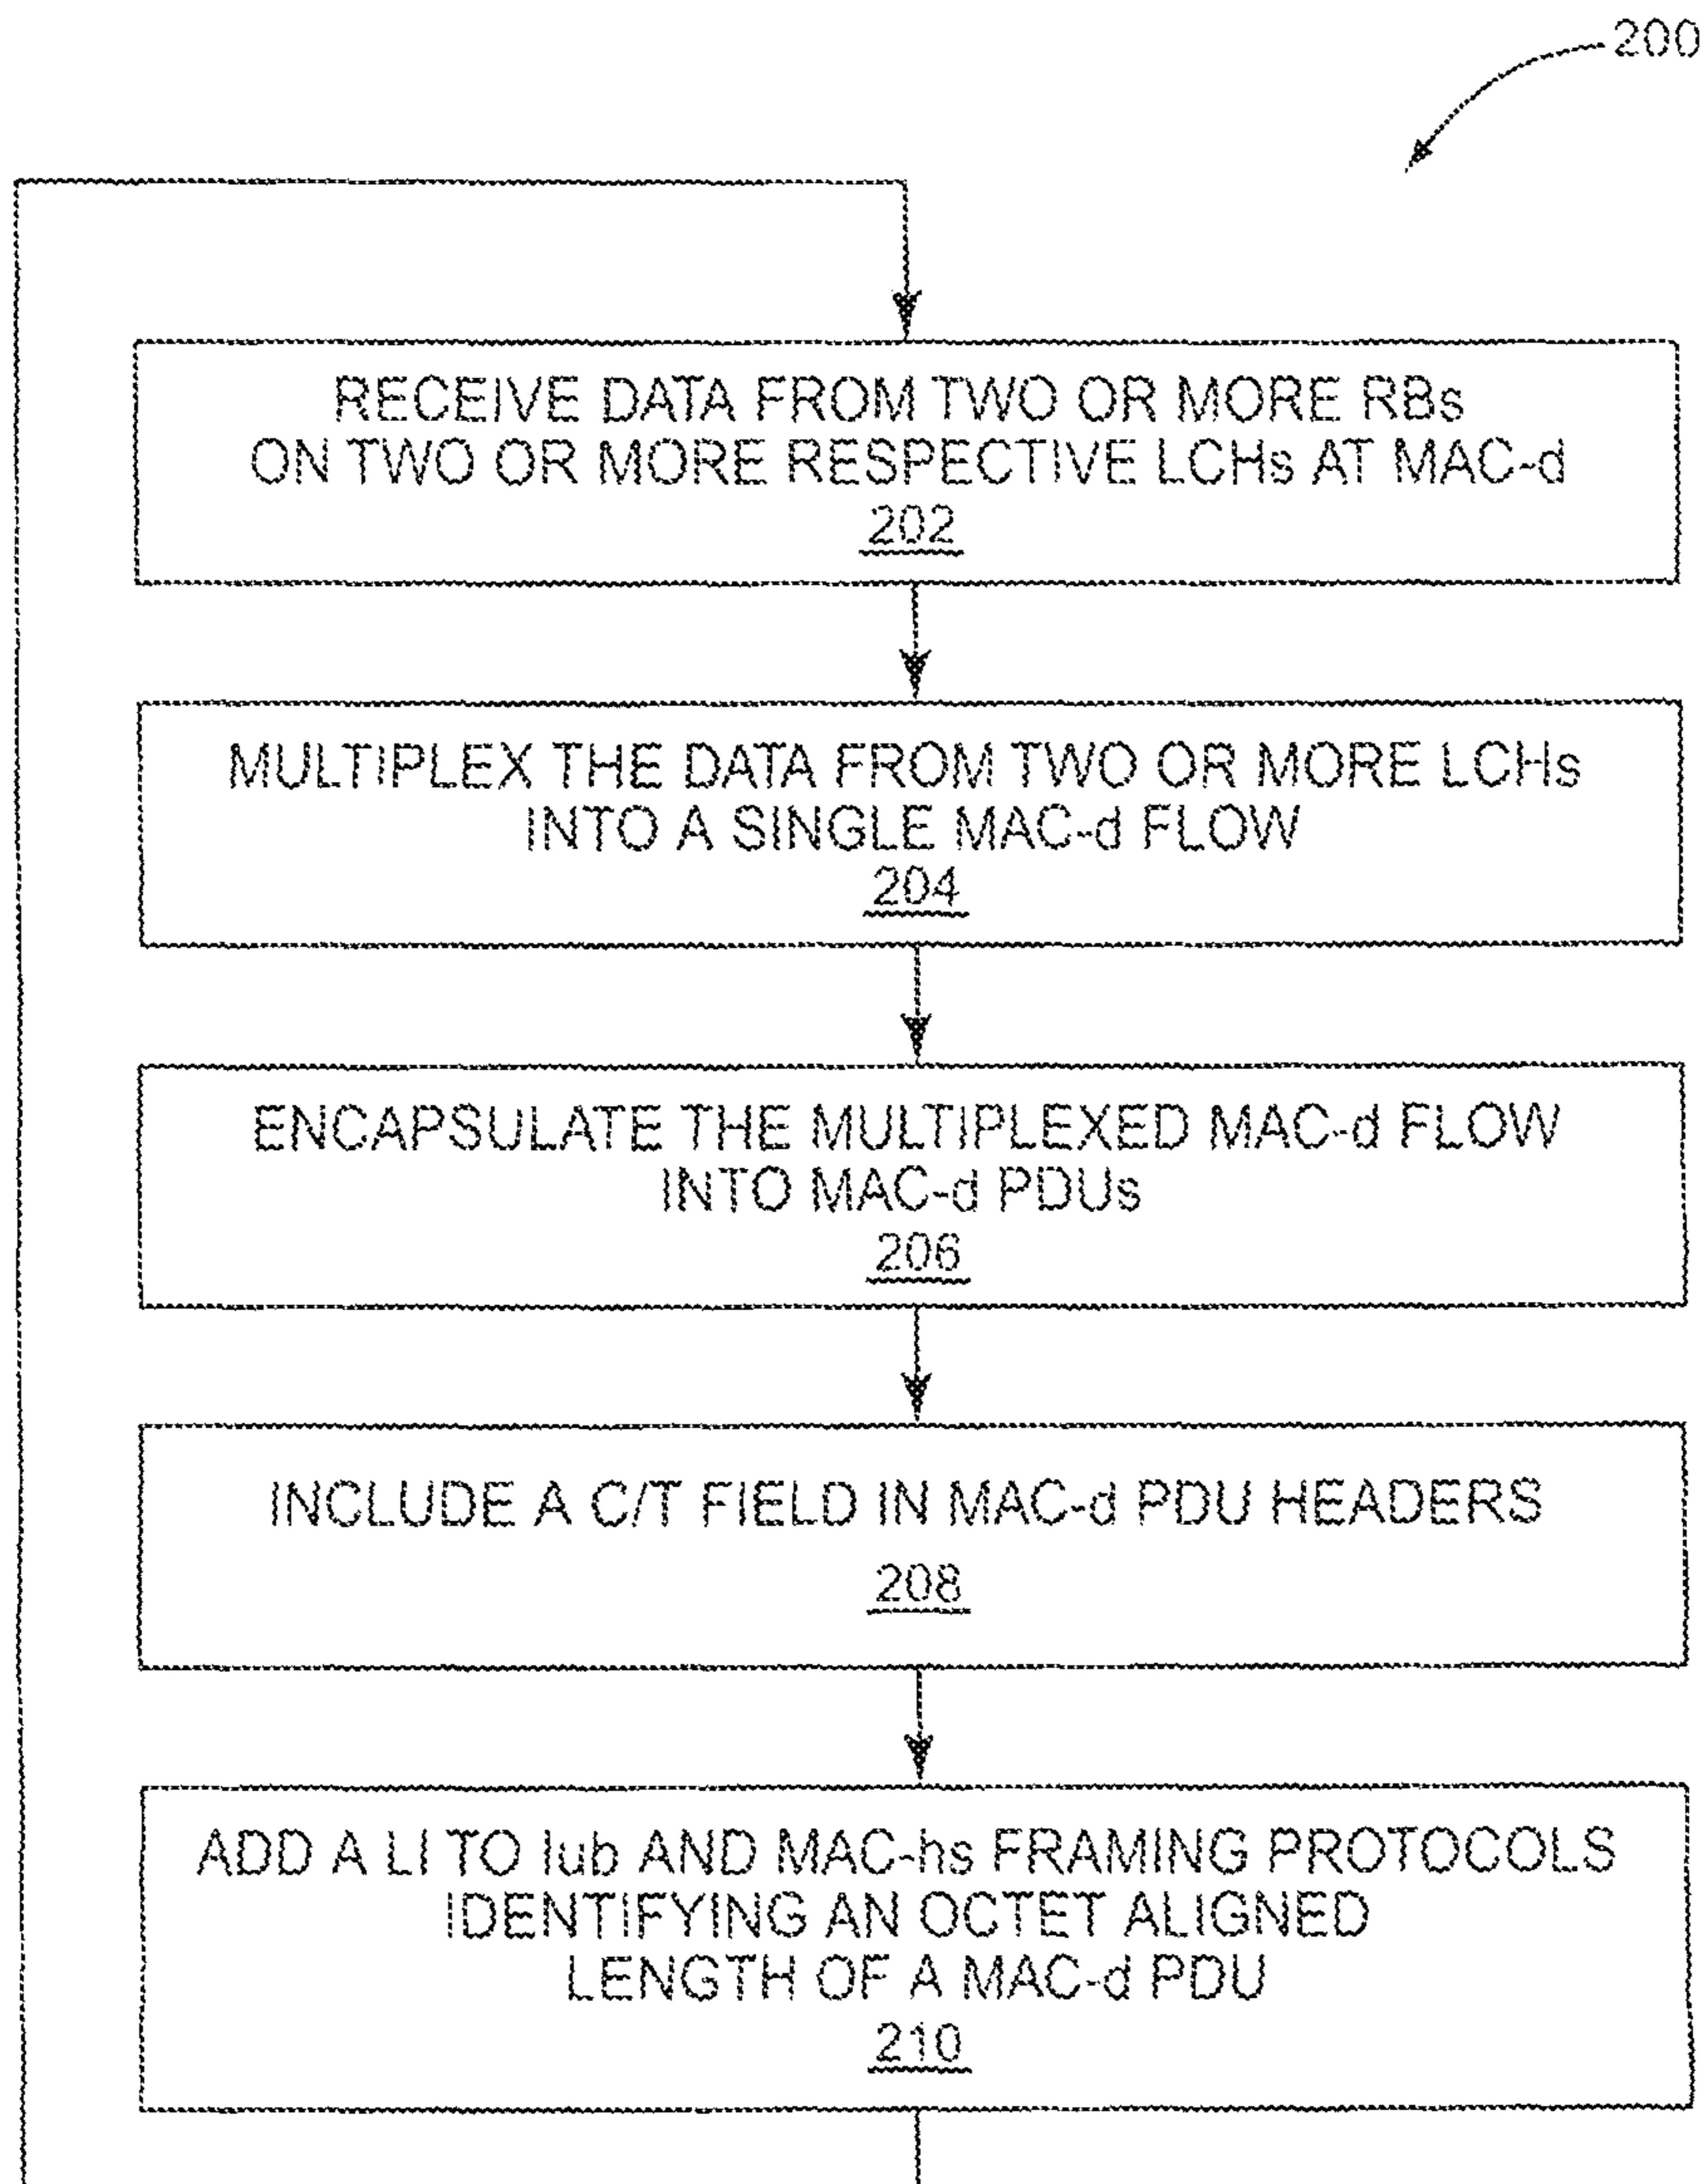 200
RECEIVE DATA FROM TWO OR MORE RBs
ON TWO OR MORE RESPECTIVE LCHs AT MAC-d
202
MULTIPLEX THE DATA FROM TWO OR MORE LCHs
INTO A SINGLE MAC-d FLOW
204
ENCAPSULATE THE MULTIPLEXED MAC-d FLOW
INTO MAC-d PDUs
206
INCLUDE A C/T FIELD IN MAC-d PDU HEADERS
208
ADD A LI TO Iub AND MAC-hs FRAMING PROTOCOLS
IDENTIFYING AN OCTET ALIGNED
LENGTH OF A MAC-d PDU
210